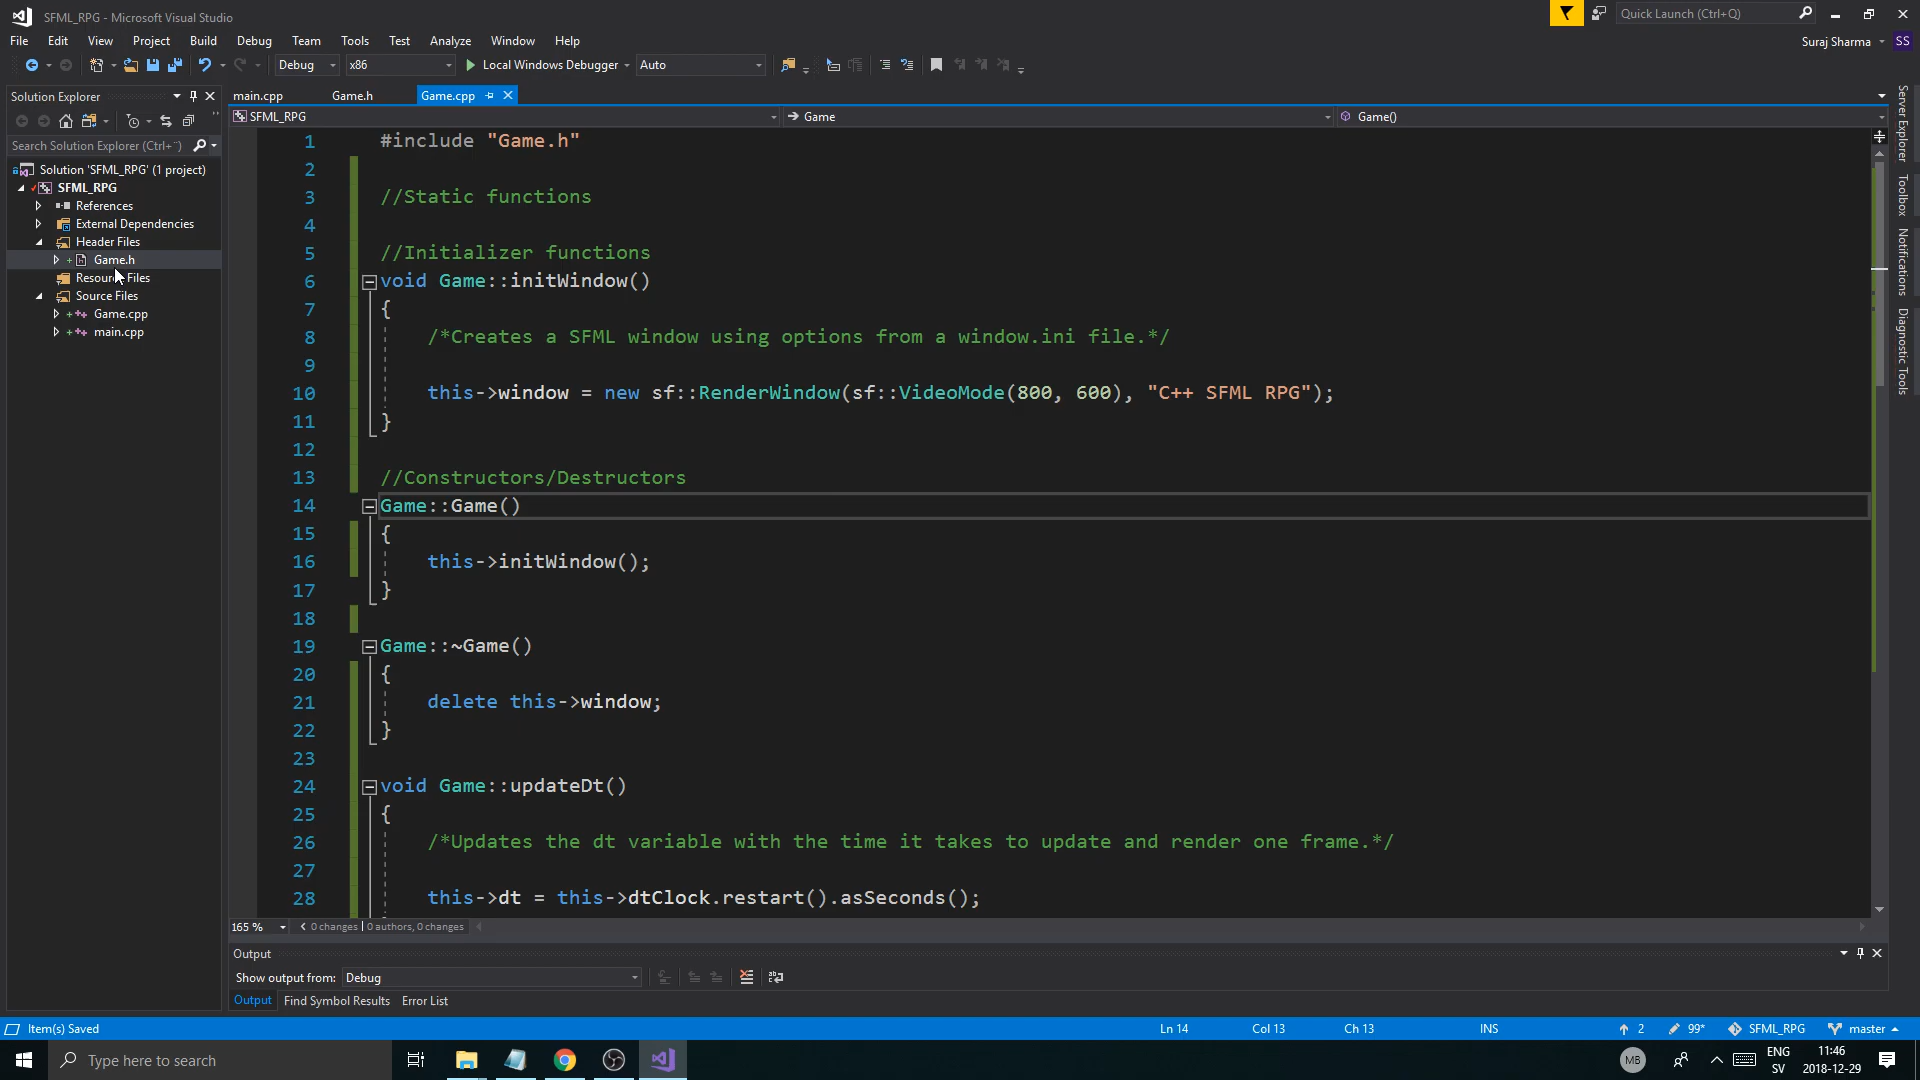 SFML_RPG - Microsoft Visual Studio
Quick Launch (Ctrl+Q)
File Edit View Project Build Debug Team Tools Test Analyze Window Help
Suraj Sharma SS
Debug x86 Local Windows Debugger Auto
Solution Explorer
main.cpp Game.h Game.cpp
SFML_RPG Game Game()
Search Solution Explorer (Ctrl+¨)
Solution 'SFML_RPG' (1 project)
SFML_RPG
References
External Dependencies
Header Files
Game.h
Resource Files
Source Files
Game.cpp
main.cpp
1 #include "Game.h"
2
3 //Static functions
4
5 //Initializer functions
6 void Game::initWindow()
7 {
8 /*Creates a SFML window using options from a window.ini file.*/
9
10 this->window = new sf::RenderWindow(sf::VideoMode(800, 600), "C++ SFML RPG");
11 }
12
13 //Constructors/Destructors
14 Game::Game()
15 {
16 this->initWindow();
17 }
18
19 Game::~Game()
20 {
21 delete this->window;
22 }
23
24 void Game::updateDt()
25 {
26 /*Updates the dt variable with the time it takes to update and render one frame.*/
27
28 this->dt = this->dtClock.restart().asSeconds();
Server Explorer
Toolbox
Notifications
Diagnostic Tools
165 % 0 changes | 0 authors, 0 changes
Output
Show output from: Debug
Output Find Symbol Results Error List
Item(s) Saved Ln 14 Col 13 Ch 13 INS 2 99* SFML_RPG master
Type here to search
MB
ENG
SV
11:46
2018-12-29